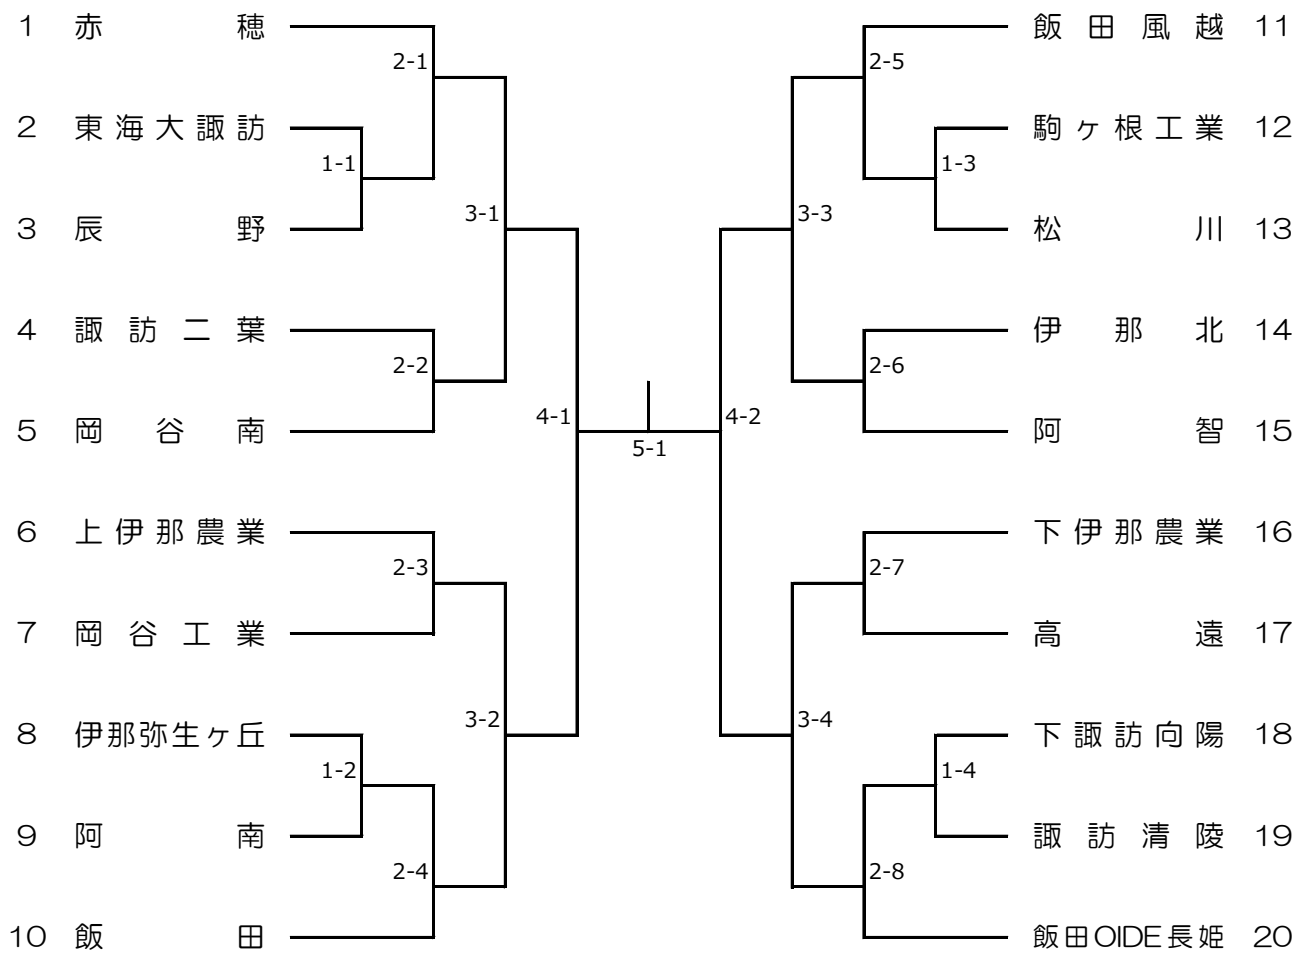 1 赤穂
2 東海大諏訪
3 辰野
4 諏訪二葉
5 岡谷南
6 上伊那農業
7 岡谷工業
8 伊那弥生ヶ丘
9 阿南
10 飯田
2-1
1-1
3-1
2-2
4-1
2-3
3-2
1-2
2-4
5-1
2-5
1-3
3-3
2-6
4-2
2-7
3-4
1-4
2-8
飯田風越 11
駒ヶ根工業 12
松川 13
伊那北 14
阿智 15
下伊那農業 16
高遠 17
下諏訪向陽 18
諏訪清陵 19
飯田OIDE長姫 20